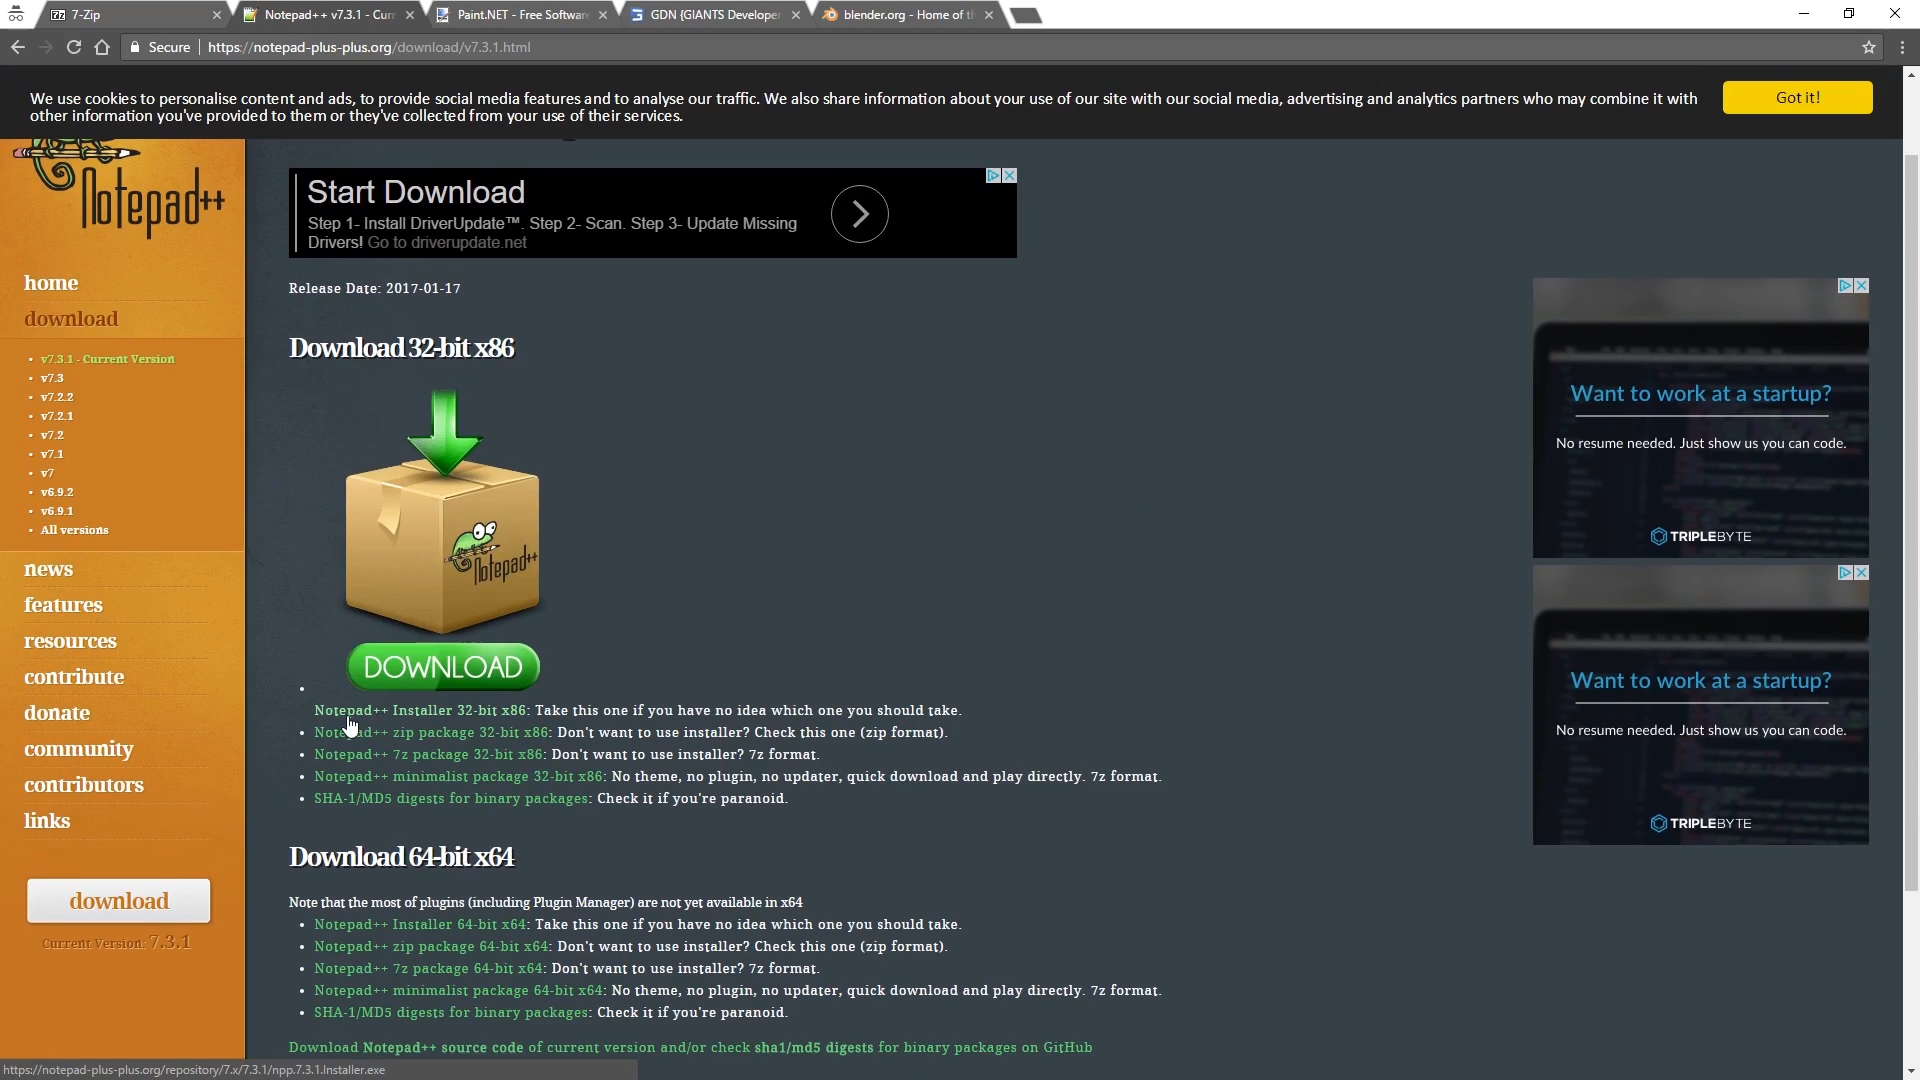 7-Zip
Notepad++ v7.3.1 - Curr
Paint.NET - Free Software
GDN {GIANTS Developer
blender.org - Home of th
Secure
https://notepad-plus-plus.org/download/v7.3.1.html
We use cookies to personalise content and ads, to provide social media features and to analyse our traffic. We also share information about your use of our site with our social media, advertising and analytics partners who may combine it with
other information you've provided to them or they've collected from your use of their services.
Got it!
Notepad++
home
download
v7.3.1 - Current Version
v7.3
v7.2.2
v7.2.1
v7.2
v7.1
v7
v6.9.2
v6.9.1
All versions
news
features
resources
contribute
donate
community
contributors
links
download
Current Version: 7.3.1
Start Download
Step 1- Install DriverUpdate™. Step 2- Scan. Step 3- Update Missing
Drivers! Go to driverupdate.net
Release Date: 2017-01-17
Download 32-bit x86
Notepad++
DOWNLOAD
Notepad++ Installer 32-bit x86: Take this one if you have no idea which one you should take.
Notepad++ zip package 32-bit x86: Don't want to use installer? Check this one (zip format).
Notepad++ 7z package 32-bit x86: Don't want to use installer? 7z format.
Notepad++ minimalist package 32-bit x86: No theme, no plugin, no updater, quick download and play directly. 7z format.
SHA-1/MD5 digests for binary packages: Check it if you're paranoid.
Download 64-bit x64
Note that the most of plugins (including Plugin Manager) are not yet available in x64
Notepad++ Installer 64-bit x64: Take this one if you have no idea which one you should take.
Notepad++ zip package 64-bit x64: Don't want to use installer? Check this one (zip format).
Notepad++ 7z package 64-bit x64: Don't want to use installer? 7z format.
Notepad++ minimalist package 64-bit x64: No theme, no plugin, no updater, quick download and play directly. 7z format.
SHA-1/MD5 digests for binary packages: Check it if you're paranoid.
Download Notepad++ source code of current version and/or check sha1/md5 digests for binary packages on GitHub
Want to work at a startup?
No resume needed. Just show us you can code.
TRIPLEBYTE
Want to work at a startup?
No resume needed. Just show us you can code.
TRIPLEBYTE
https://notepad-plus-plus.org/repository/7.x/7.3.1/npp.7.3.1.Installer.exe